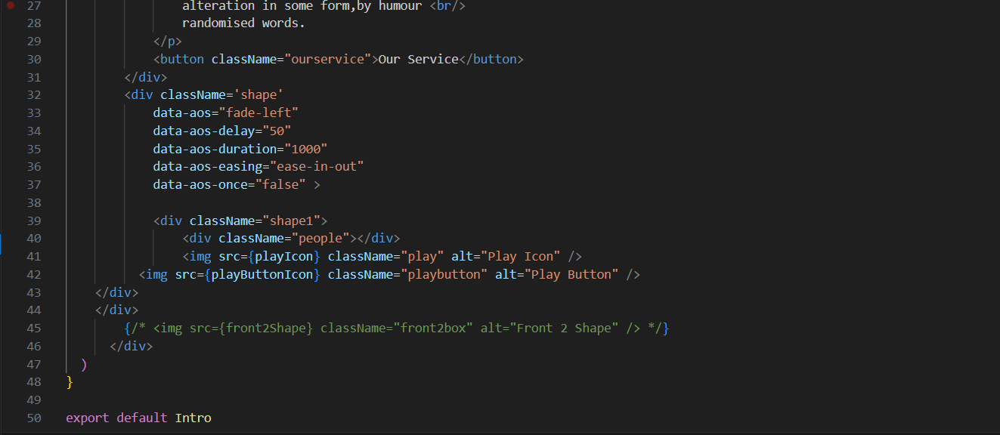 27 alteration in some form,by humour <br/>
28 randomised words.
29 </p>
30 <button className="ourservice">Our Service</button>
31 </div>
32 <div className='shape'
33 data-aos="fade-left"
34 data-aos-delay="50"
35 data-aos-duration="1000"
36 data-aos-easing="ease-in-out"
37 data-aos-once="false" >
38
39 <div className="shape1">
40 <div className="people"></div>
41 <img src={playIcon} className="play" alt="Play Icon" />
42 <img src={playButtonIcon} className="playbutton" alt="Play Button" />
43 </div>
44 </div>
45 {/* <img src={front2Shape} className="front2box" alt="Front 2 Shape" /> */}
46 </div>
47 )
48 }
49
50 export default Intro